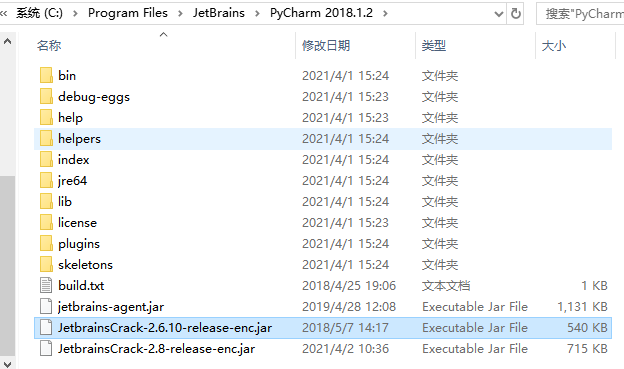 « 系统 (C:) › Program Files › JetBrains › PyCharm 2018.1.2 › 搜索"PyCharm
名称 修改日期 类型 大小
bin 2021/4/1 15:24 文件夹
debug-eggs 2021/4/1 15:23 文件夹
help 2021/4/1 15:23 文件夹
helpers 2021/4/1 15:24 文件夹
index 2021/4/1 15:24 文件夹
jre64 2021/4/1 15:24 文件夹
lib 2021/4/1 15:24 文件夹
license 2021/4/1 15:23 文件夹
plugins 2021/4/1 15:24 文件夹
skeletons 2021/4/1 15:24 文件夹
build.txt 2018/4/25 19:06 文本文档 1 KB
jetbrains-agent.jar 2019/4/28 12:08 Executable Jar File 1,131 KB
JetbrainsCrack-2.6.10-release-enc.jar 2018/5/7 14:17 Executable Jar File 540 KB
JetbrainsCrack-2.8-release-enc.jar 2021/4/2 10:36 Executable Jar File 715 KB